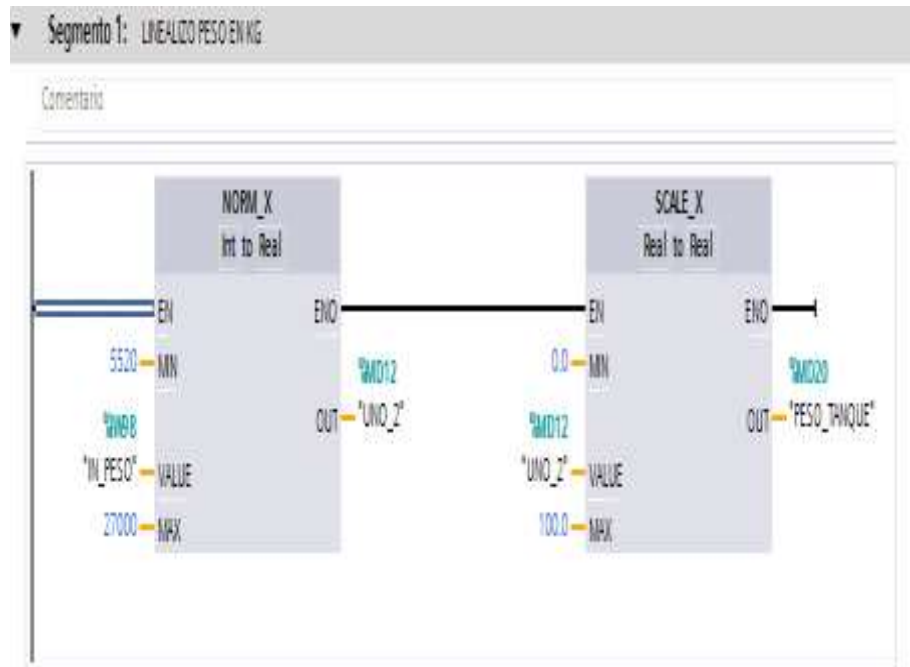 Segmento 1: LINEALIZO PESO EN KG
Comentario
NORM_X
Int to Real
SCALE_X
Real to Real
EN ENO EN ENO
5520 MIN
%MD12
0.0 MIN
%MD20
OUT "UNO_Z"
OUT "PESO_TANQUE"
%IW98
%MD12
"IN_PESO" VALUE
"UNO_Z" VALUE
27000 MAX
100.0 MAX